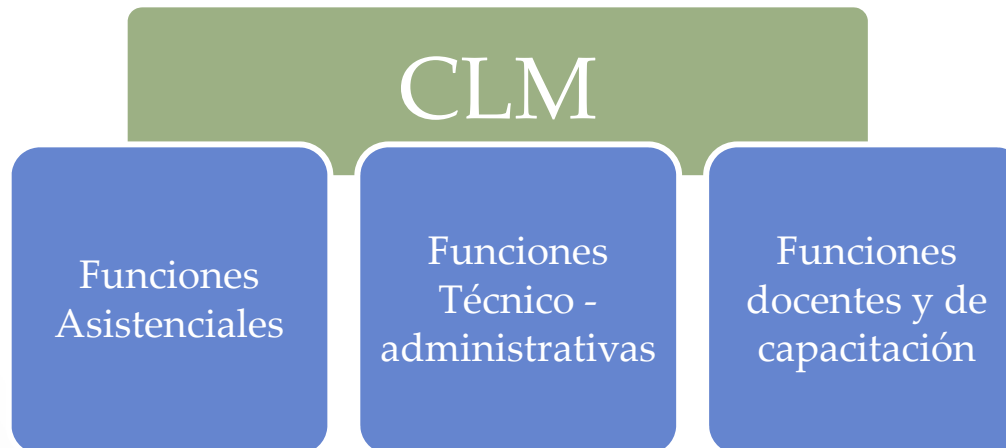 CLM
Funciones
Asistenciales
Funciones
Técnico -
administrativas
Funciones
docentes y de
capacitación